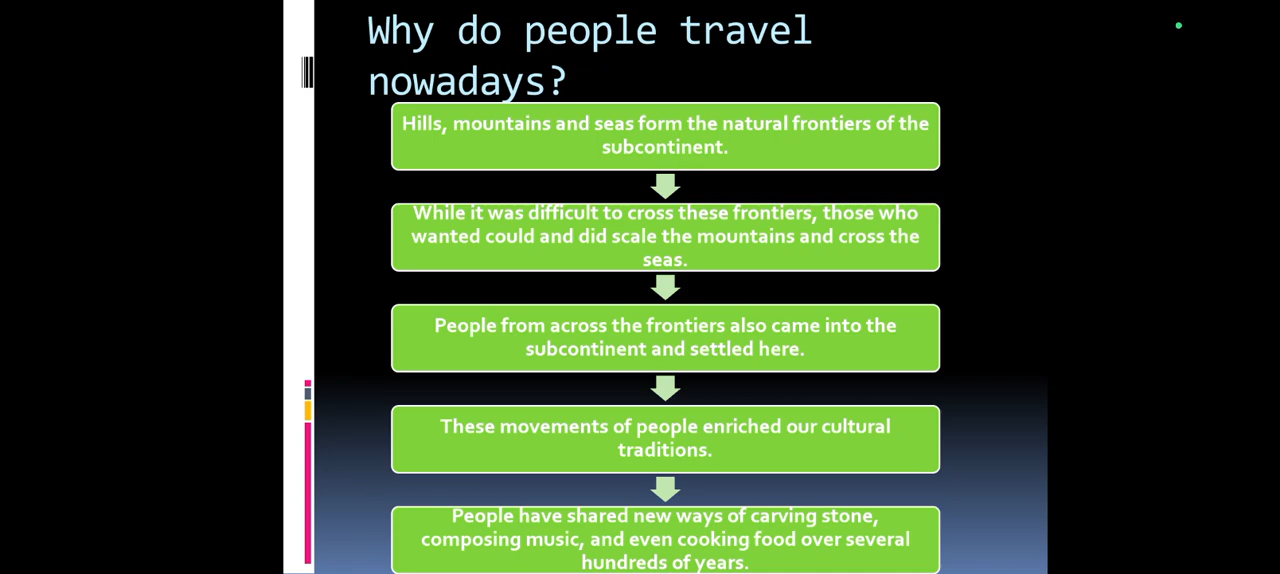 Why do people travel
nowadays?
Hills, mountains and seas form the natural frontiers of the
subcontinent.
While it was difficult to cross these frontiers, those who
wanted could and did scale the mountains and cross the
seas.
People from across the frontiers also came into the
subcontinent and settled here.
These movements of people enriched our cultural
traditions.
People have shared new ways of carving stone,
composing music, and even cooking food over several
hundreds of years.